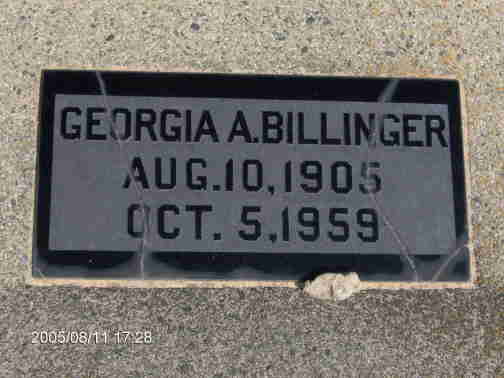 GEORGIA A.BILLINGER
AUG.10,1905
OCT. 5,1959
2005/08/11 17:28